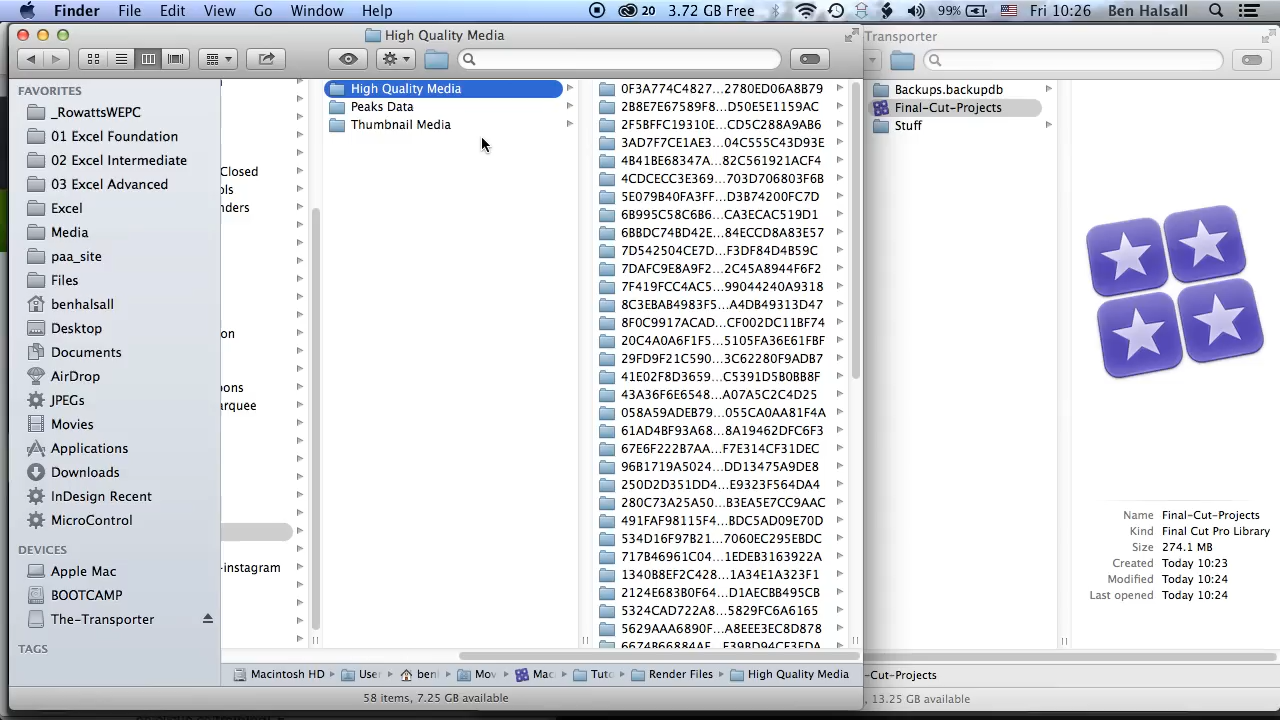 Finder File Edit View Go Window Help 20 3.72 GB Free 99% Fri 10:26 Ben Halsall
High Quality Media
Transporter
FAVORITES
_RowattsWEPC
01 Excel Foundation
02 Excel Intermediate
03 Excel Advanced
Excel
Media
paa_site
Files
benhalsall
Desktop
Documents
AirDrop
JPEGs
Movies
Applications
Downloads
InDesign Recent
MicroControl
DEVICES
Apple Mac
BOOTCAMP
The-Transporter
TAGS
Closed
ols
nders
on
ons
arquee
-instagram
High Quality Media
Peaks Data
Thumbnail Media
0F3A774C4827...2780ED06A8B79
2B8E7E67589F8...D50E5E1159AC
2F5BFFC19310E...CD5C288A9AB6
3AD7F7CE1AE3...04C555C43D93E
4B41BE68347A...82C561921ACF4
4CDCECC3E369...703D706803F6B
5E079B40FA3FF...D3B74200FC7D
6B995C58C6B6...CA3ECAC519D1
6BBDC74BD42E...84ECCD8A83E57
7D542504CE7D...F3DF84D4B59C
7DAFC9E8A9F2...2C45A8944F6F2
7F419FCC4AC5...99044240A9318
8C3EBAB4983F5...A4DB49313D47
8F0C9917ACAD...CF002DC11BF74
20C4A0A6F1F5...5105FA36E61FBF
29FD9F21C590...3C62280F9ADB7
41E02F8D3659...C5391D5B0BB8F
43A36F6E6548...A07A5C2C4D25
058A59ADEB79...055CA0AA81F4A
61AD4BF93A68...8A19462DFC6F3
67E6F222B7AA...F7E314CF31DEC
96B1719A5024...DD13475A9DE8
250D2D351DD4...E9323F564DA4
280C73A25A50...B3EA5E7CC9AAC
491FAF98115F4...BDC5AD09E70D
534D16F97B21...7060EC295EBDC
717B46961C04...1EDEB3163922A
1340B8EF2C428...1A34E1A323F1
2124E683B0F64...D1AECBB495CB
5324CAD722A8...5829FC6A6165
5629AAA6890F...A8EEE3EC8D878
6674B66884AF...F39BD94CF3FDA
Macintosh HD Use ben Mov Mac Tuto Render Files High Quality Media
58 items, 7.25 GB available
Backups.backupdb
Final-Cut-Projects
Stuff
Name Final-Cut-Projects
Kind Final Cut Pro Library
Size 274.1 MB
Created Today 10:23
Modified Today 10:24
Last opened Today 10:24
-Cut-Projects
, 13.25 GB available